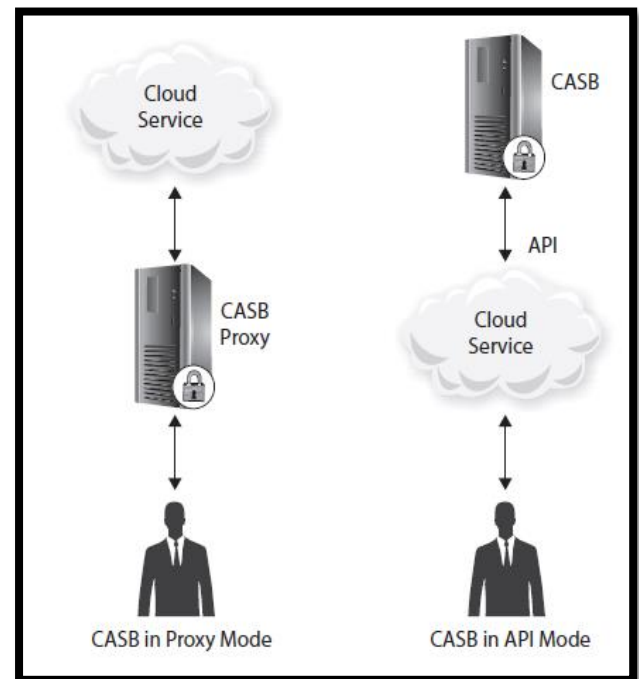 Cloud
Service
CASB
Proxy
CASB in Proxy Mode
CASB
API
Cloud
Service
CASB in API Mode